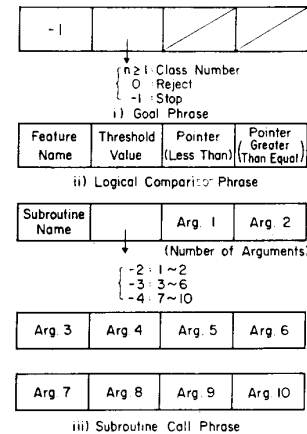 -1
n ≥ 1 : Class Number
0 : Reject
-1 : Stop
i) Goal Phrase
Feature Name Threshold Value Pointer (Less Than) Pointer (Greater Than Equal)
ii) Logical Comparison Phrase
Subroutine Name Arg. 1 Arg. 2
(Number of Arguments)
-2 : 1~2
-3 : 3~6
-4 : 7~10
Arg. 3 Arg. 4 Arg. 5 Arg. 6
Arg. 7 Arg. 8 Arg. 9 Arg. 10
iii) Subroutine Call Phrase